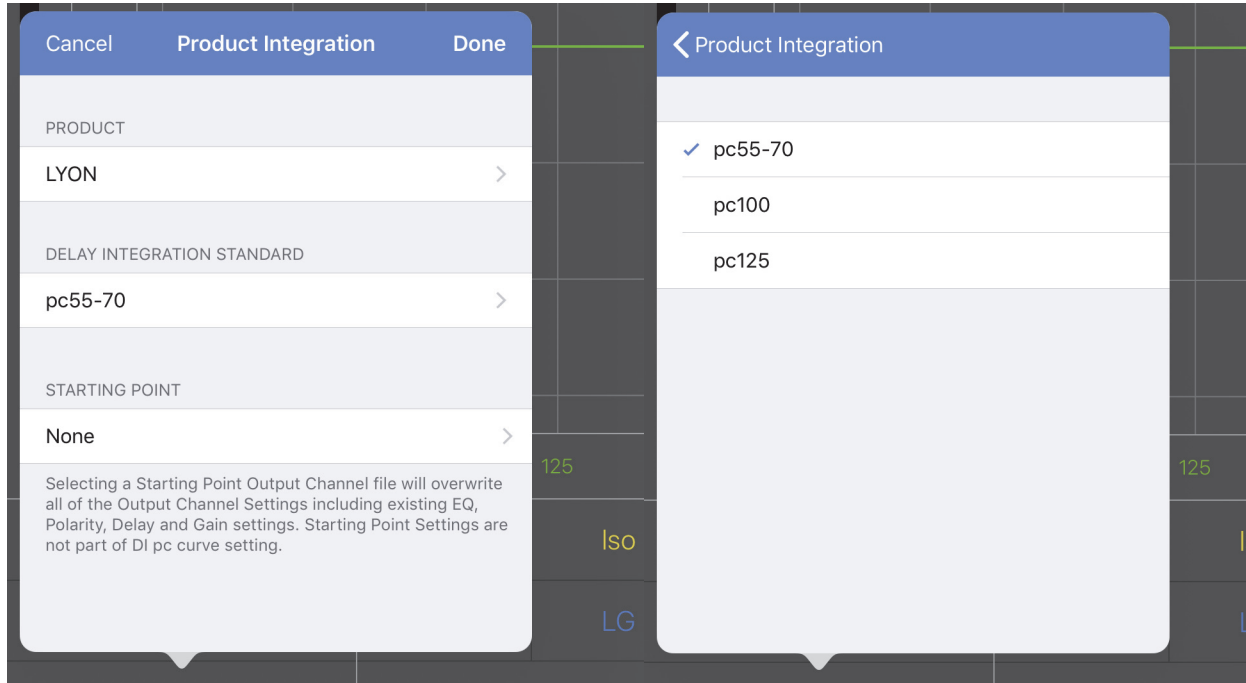 Cancel Product Integration Done
PRODUCT
LYON
DELAY INTEGRATION STANDARD
pc55-70
STARTING POINT
None
Selecting a Starting Point Output Channel file will overwrite
all of the Output Channel Settings including existing EQ,
Polarity, Delay and Gain settings. Starting Point Settings are
not part of DI pc curve setting.
125
Iso
LG
Product Integration
pc55-70
pc100
pc125
125